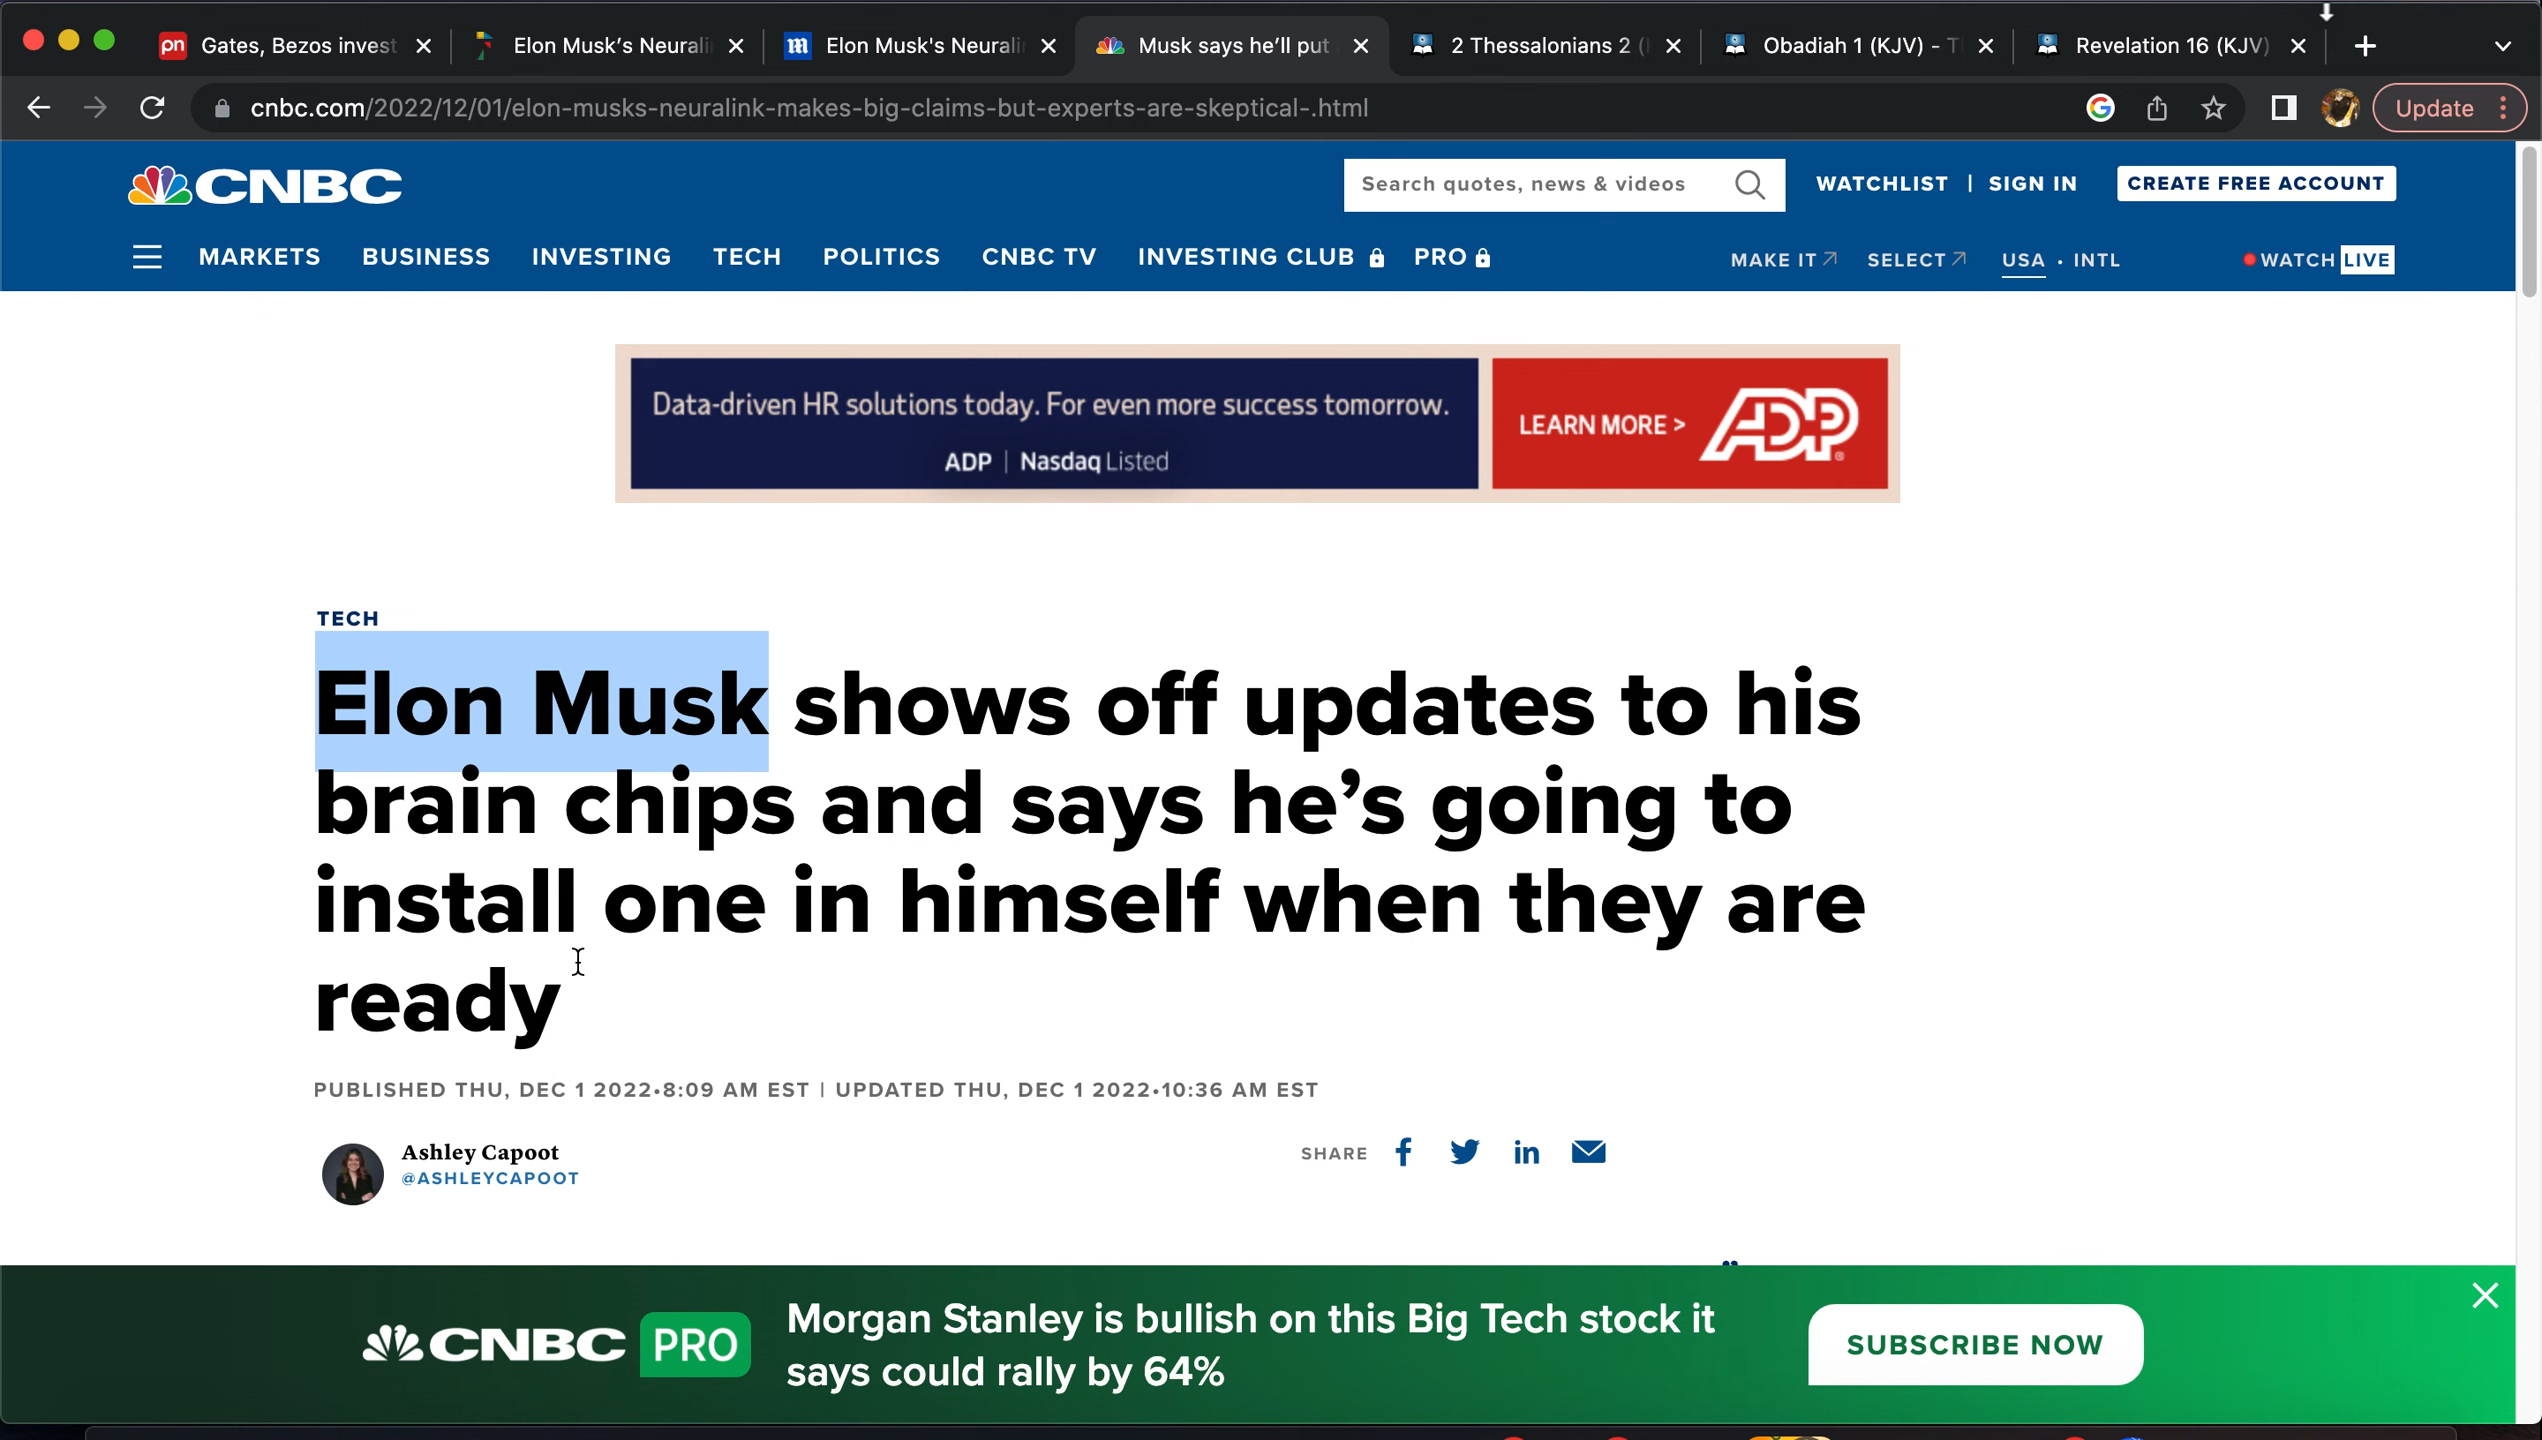 pn Gates, Bezos invest
Elon Musk’s Neurali
m Elon Musk's Neurali
Musk says he’ll put
2 Thessalonians 2 (
Obadiah 1 (KJV) - T
Revelation 16 (KJV)
cnbc.com/2022/12/01/elon-musks-neuralink-makes-big-claims-but-experts-are-skeptical-.html
Update
CNBC
Search quotes, news & videos
WATCHLIST | SIGN IN
CREATE FREE ACCOUNT
MARKETS BUSINESS INVESTING TECH POLITICS CNBC TV INVESTING CLUB PRO
MAKE IT SELECT USA • INTL
WATCH LIVE
Data-driven HR solutions today. For even more success tomorrow.
ADP | Nasdaq Listed
LEARN MORE >
ADP
TECH
Elon Musk shows off updates to his
brain chips and says he’s going to
install one in himself when they are
ready
PUBLISHED THU, DEC 1 2022•8:09 AM EST | UPDATED THU, DEC 1 2022•10:36 AM EST
Ashley Capoot
@ASHLEYCAPOOT
SHARE
CNBC PRO
Morgan Stanley is bullish on this Big Tech stock it
says could rally by 64%
SUBSCRIBE NOW